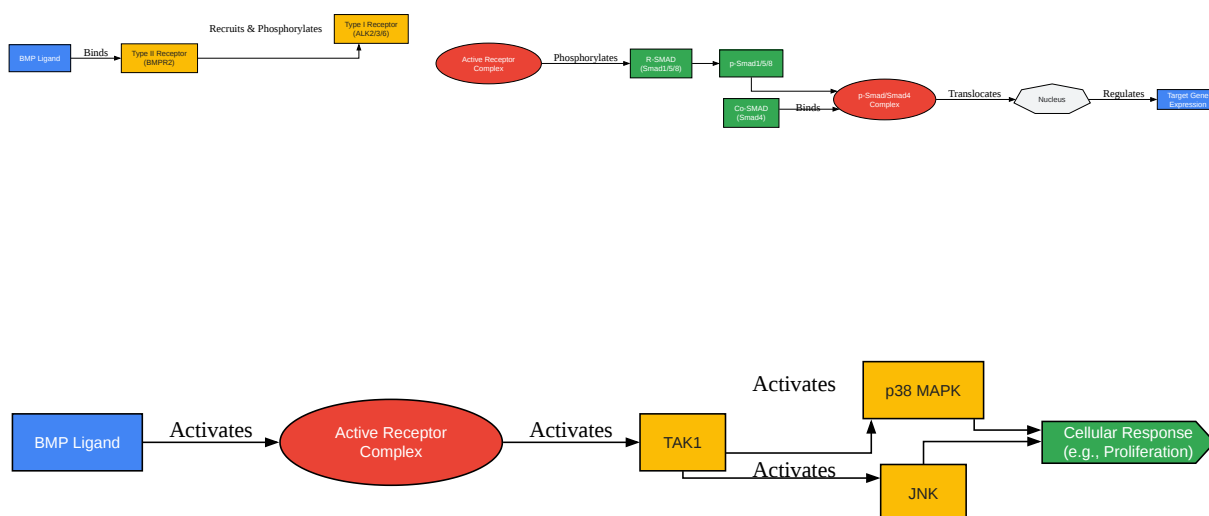 BMP Ligand
Binds
Type II Receptor
(BMPR2)
Recruits & Phosphorylates
Type I Receptor
(ALK2/3/6)
Active Receptor
Complex
Phosphorylates
R-SMAD
(Smad1/5/8)
p-Smad1/5/8
Co-SMAD
(Smad4)
Binds
p-Smad/Smad4
Complex
Translocates
Nucleus
Regulates
Target Gene
Expression
BMP Ligand
Activates
Active Receptor
Complex
Activates
TAK1
Activates
p38 MAPK
Activates
JNK
Cellular Response
(e.g., Proliferation)